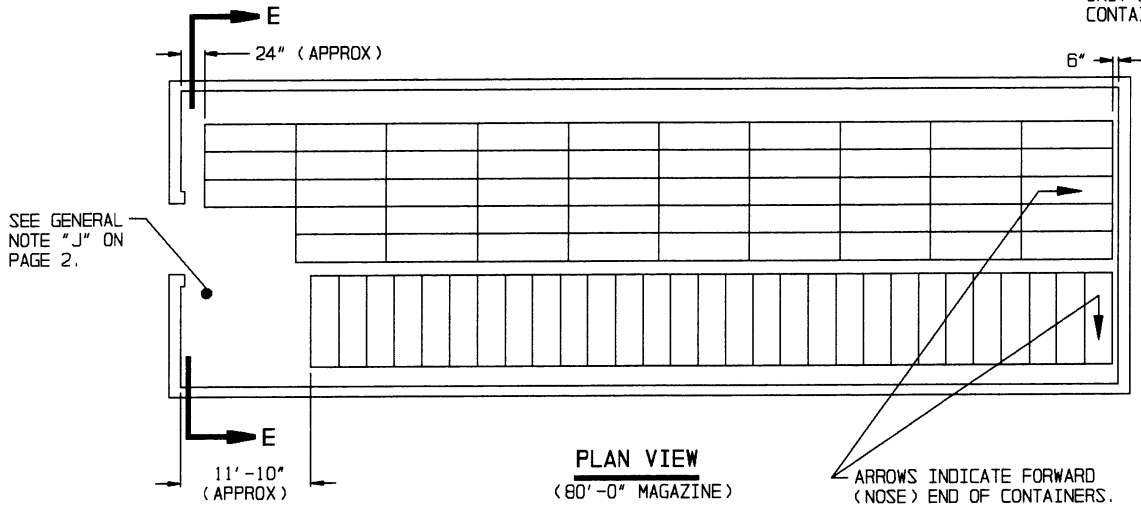 E
CONTAI
24" (APPROX)
6"
SEE GENERAL
NOTE "J" ON
PAGE 2.
E
11'-10"
(APPROX)
PLAN VIEW
(80'-0" MAGAZINE)
ARROWS INDICATE FORWARD
(NOSE) END OF CONTAINERS.